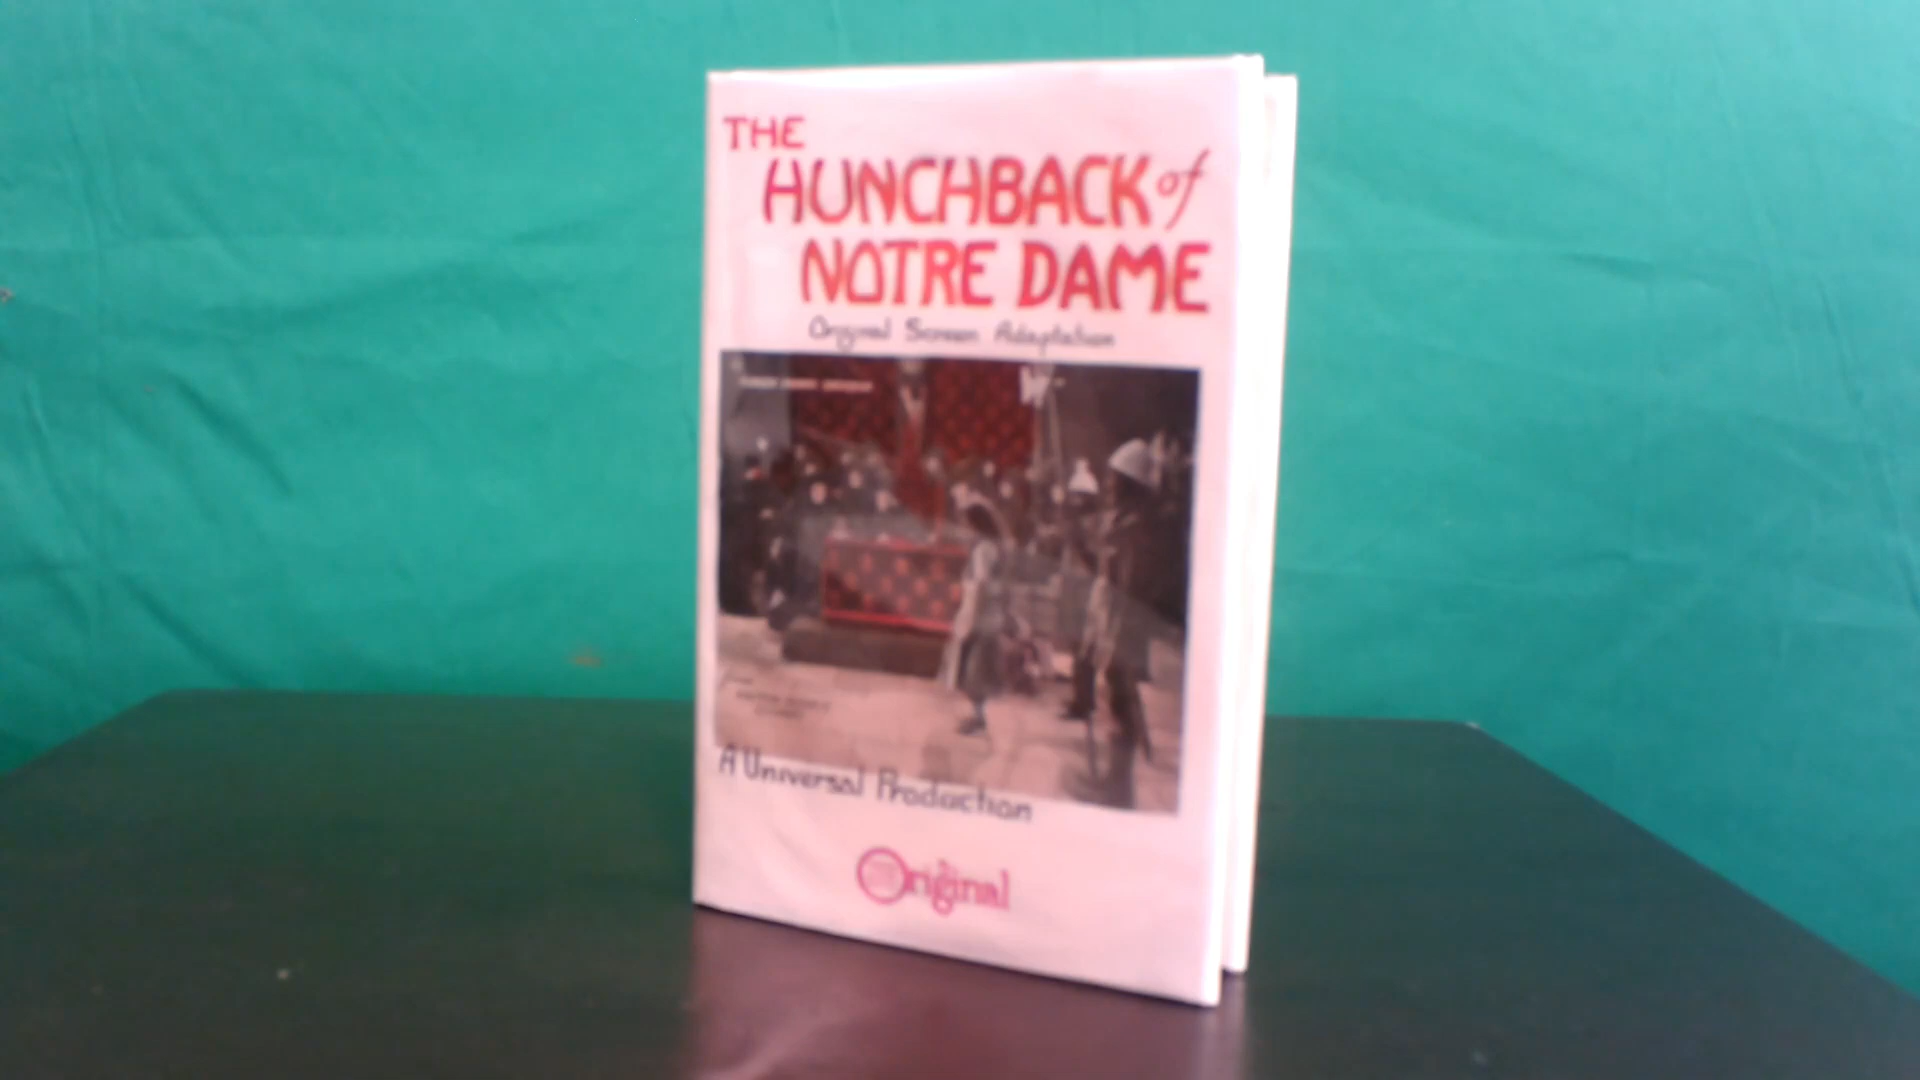 THE
HUNCHBACK of
NOTRE DAME
Original Screen Adaptation
A Universal Production
Original